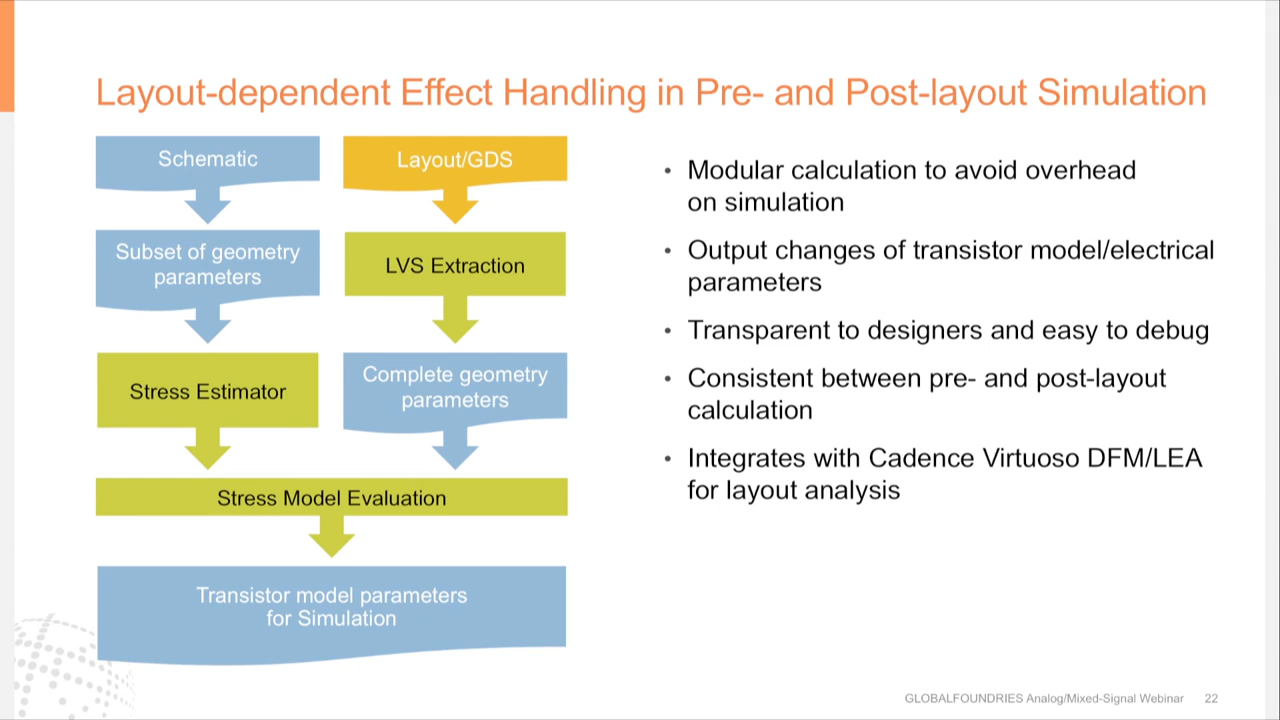 Layout-dependent Effect Handling in Pre- and Post-layout Simulation
Schematic
Layout/GDS
Subset of geometry
parameters
LVS Extraction
Stress Estimator
Complete geometry
parameters
Stress Model Evaluation
Transistor model parameters
for Simulation
• Modular calculation to avoid overhead
on simulation
• Output changes of transistor model/electrical
parameters
• Transparent to designers and easy to debug
• Consistent between pre- and post-layout
calculation
• Integrates with Cadence Virtuoso DFM/LEA
for layout analysis
GLOBALFOUNDRIES Analog/Mixed-Signal Webinar 22